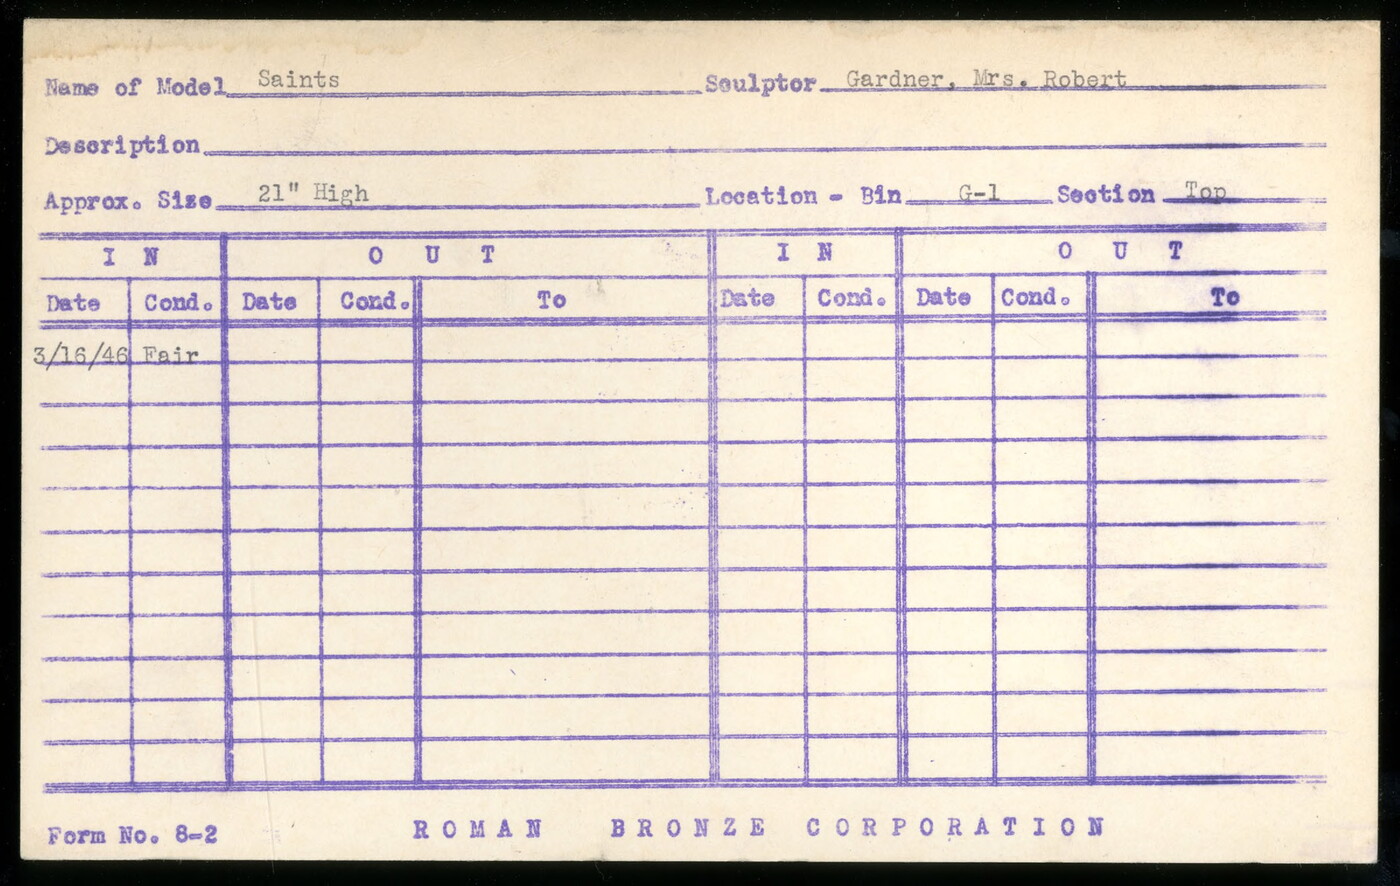 Name of Model Saints Sculptor Gardner, Mrs. Robert
Description
Approx. Size 21" High Location - Bin G-1 Section Top
I N O U T I N O U T
Date Cond. Date Cond. To Date Cond. Date Cond. To
3/16/46 Fair
Form No. 8-2 ROMAN BRONZE CORPORATION